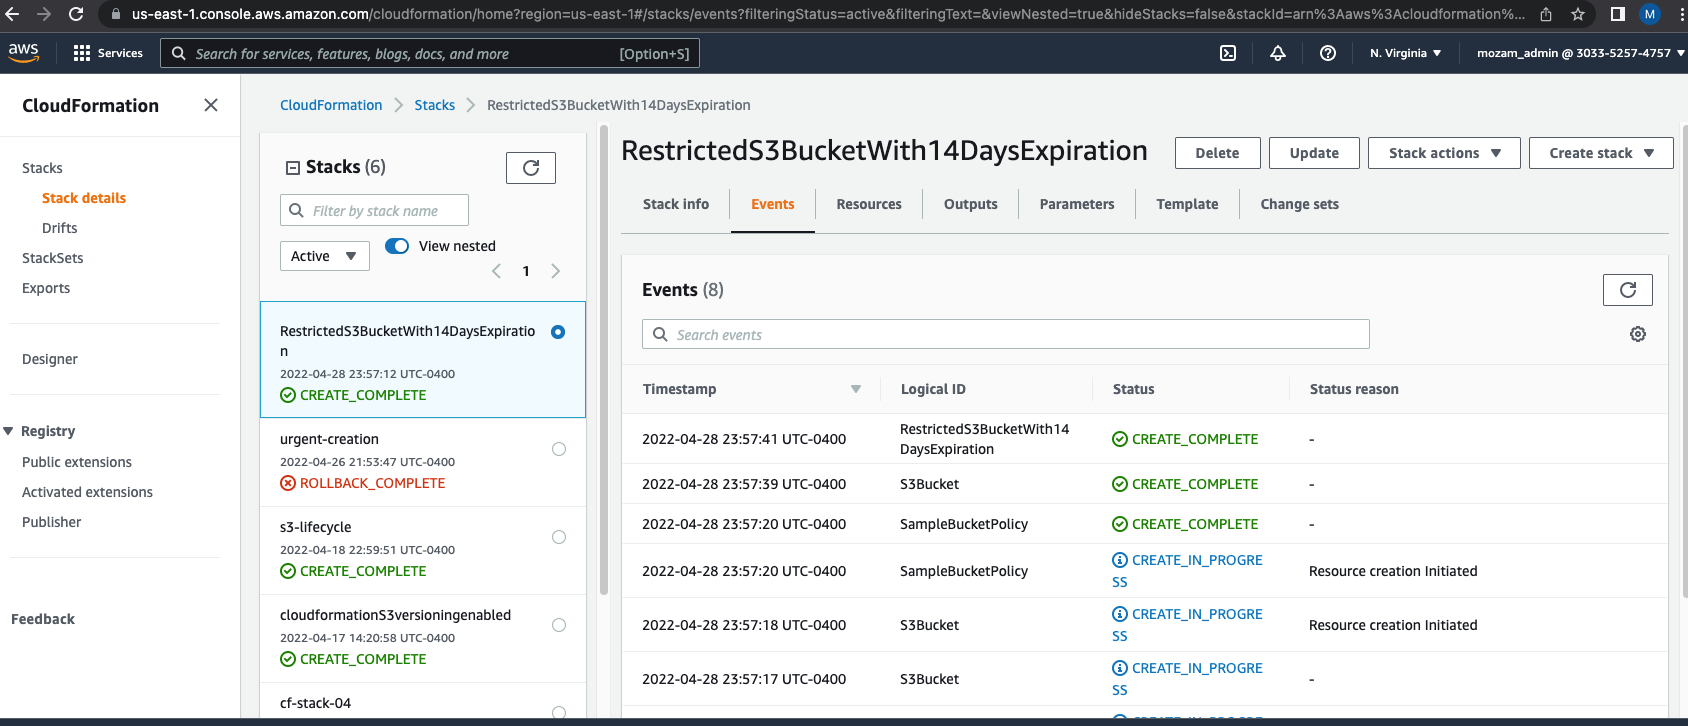 us-east-1.console.aws.amazon.com/cloudformation/home?region=us-east-1#/stacks/events?filteringStatus=active&filteringText=&viewNested=true&hideStacks=false&stackId=arn%3Aaws%3Acloudformation%...
M
aws
Services
Search for services, features, blogs, docs, and more
[Option+S]
N. Virginia
mozam_admin @ 3033-5257-4757
CloudFormation
Stacks
Stack details
Drifts
StackSets
Exports
Designer
Registry
Public extensions
Activated extensions
Publisher
Feedback
CloudFormation
Stacks
RestrictedS3BucketWith14DaysExpiration
Stacks (6)
Filter by stack name
Active
View nested
1
RestrictedS3BucketWith14DaysExpiratio
n
2022-04-28 23:57:12 UTC-0400
CREATE_COMPLETE
urgent-creation
2022-04-26 21:53:47 UTC-0400
ROLLBACK_COMPLETE
s3-lifecycle
2022-04-18 22:59:51 UTC-0400
CREATE_COMPLETE
cloudformationS3versioningenabled
2022-04-17 14:20:58 UTC-0400
CREATE_COMPLETE
cf-stack-04
RestrictedS3BucketWith14DaysExpiration
Delete
Update
Stack actions
Create stack
Stack info
Events
Resources
Outputs
Parameters
Template
Change sets
Events (8)
Search events
Timestamp Logical ID Status Status reason
2022-04-28 23:57:41 UTC-0400 RestrictedS3BucketWith14 CREATE_COMPLETE -
DaysExpiration
2022-04-28 23:57:39 UTC-0400 S3Bucket CREATE_COMPLETE -
2022-04-28 23:57:20 UTC-0400 SampleBucketPolicy CREATE_COMPLETE -
2022-04-28 23:57:20 UTC-0400 SampleBucketPolicy CREATE_IN_PROGRE Resource creation Initiated
SS
2022-04-28 23:57:18 UTC-0400 S3Bucket CREATE_IN_PROGRE Resource creation Initiated
SS
2022-04-28 23:57:17 UTC-0400 S3Bucket CREATE_IN_PROGRE -
SS